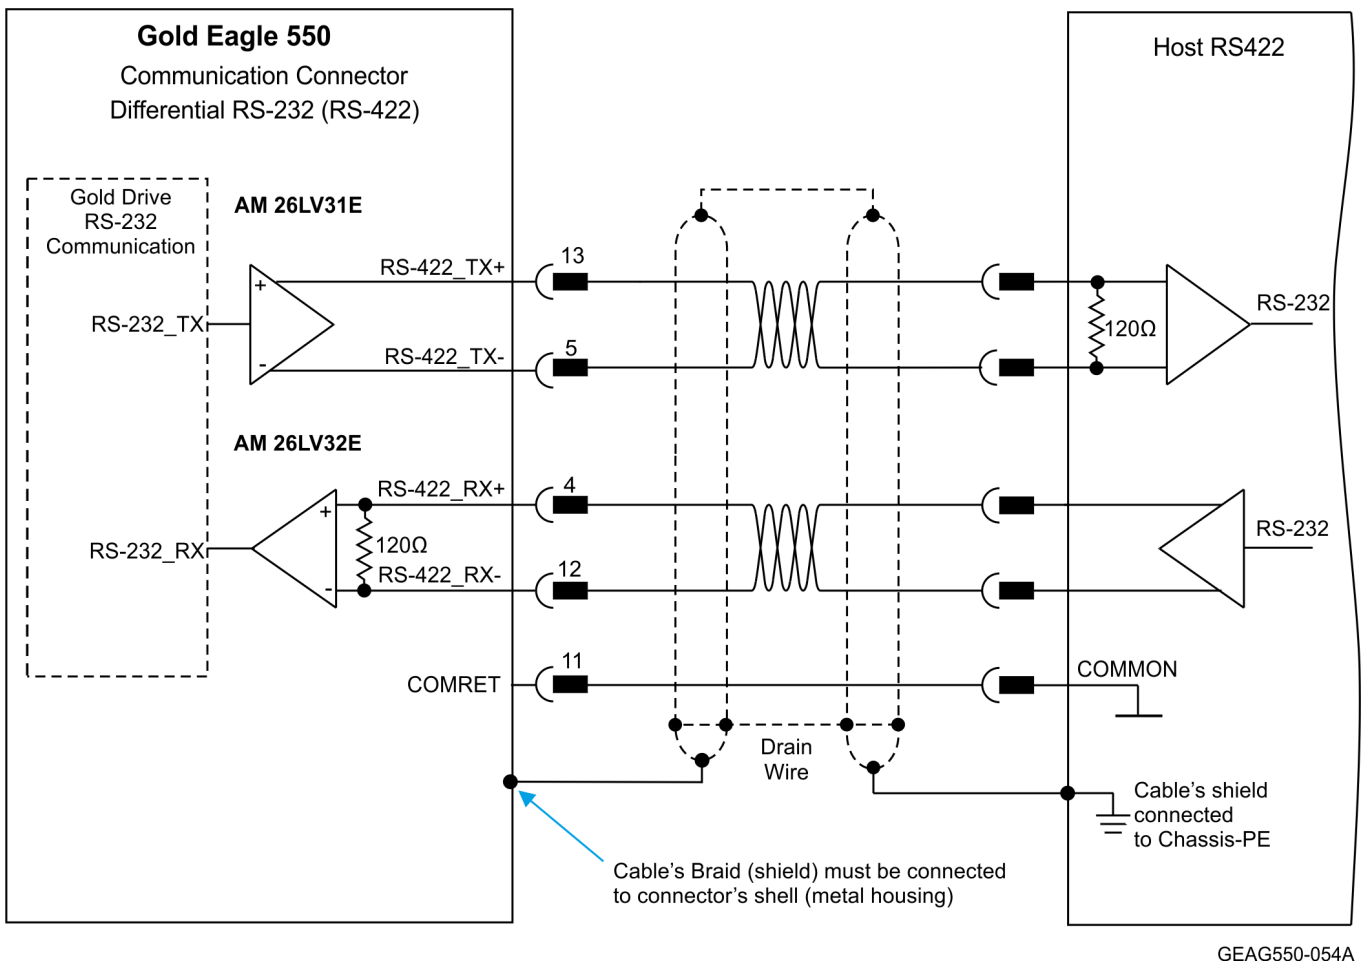 Gold Eagle 550
Communication Connector
Differential RS-232 (RS-422)
Host RS422
Gold Drive
RS-232
Communication
AM 26LV31E
RS-422_TX+
13
+
RS-232_TX
-
RS-422_TX-
5
120Ω
RS-232
AM 26LV32E
RS-422_RX+
4
+
RS-232_RX
120Ω
-
RS-422_RX-
12
RS-232
COMRET
11
COMMON
Drain
Wire
Cable's shield
connected
to Chassis-PE
Cable's Braid (shield) must be connected
to connector's shell (metal housing)
GEAG550-054A